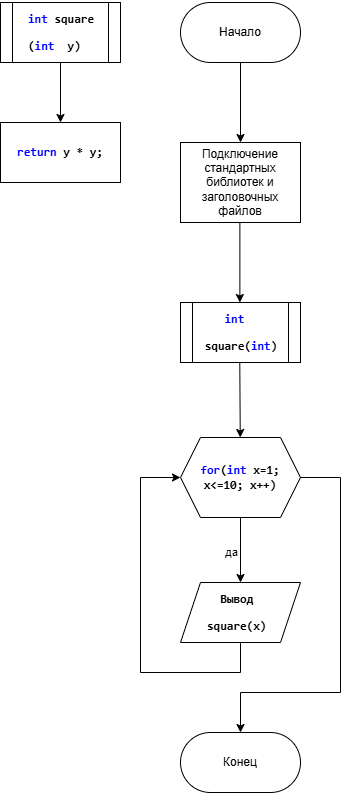 int square
(int y)
return y * y;
Начало
Подключение
стандартных
библиотек и
заголовочных
файлов
int
square(int)
for(int x=1;
x<=10; x++)
да
Вывод
square(x)
Конец